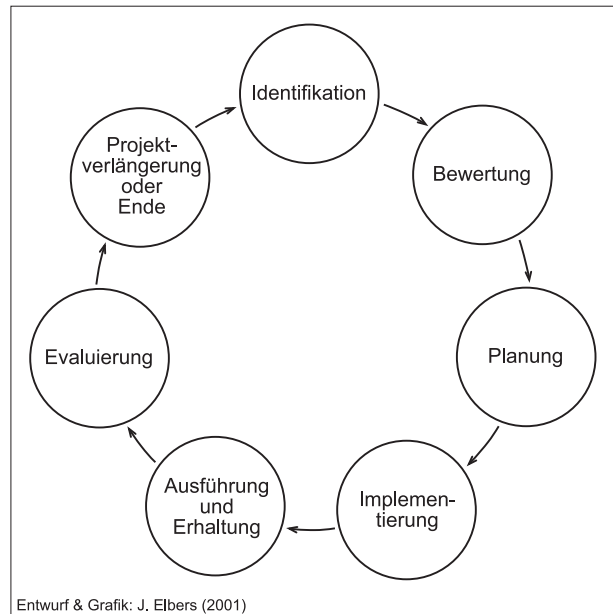 Identifikation
Bewertung
Planung
Implemen-
tierung
Ausführung
und
Erhaltung
Evaluierung
Projekt-
verlängerung
oder
Ende
Entwurf & Grafik: J. Elbers (2001)